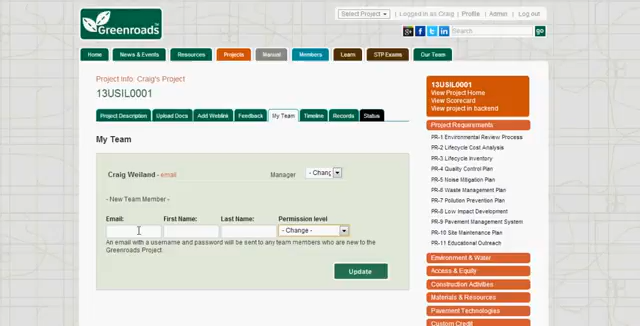 Greenroads
Select Project
| Logged in as Craig | Profile | Admin | Log out
Search
go
Home
News & Events
Resources
Projects
Manual
Members
Learn
STP Exams
Our Team
Project Info: Craig's Project
13USIL0001
Project Description
Upload Docs
Add Weblink
Feedback
My Team
Timeline
Records
Status
My Team
Craig Weiland - email
Manager
- Chang
- New Team Member -
Email:
First Name:
Last Name:
Permission level
- Change -
An email with a username and password will be sent to any team members who are new to the
Greenroads Project.
Update
13USIL0001
View Project Home
View Scorecard
View project in backend
Project Requirements
PR-1 Environmental Review Process
PR-2 Lifecycle Cost Analysis
PR-3 Lifecycle Inventory
PR-4 Quality Control Plan
PR-5 Noise Mitigation Plan
PR-6 Waste Management Plan
PR-7 Pollution Prevention Plan
PR-8 Low Impact Development
PR-9 Pavement Management System
PR-10 Site Maintenance Plan
PR-11 Educational Outreach
Environment & Water
Access & Equity
Construction Activities
Materials & Resources
Pavement Technologies
Custom Credit